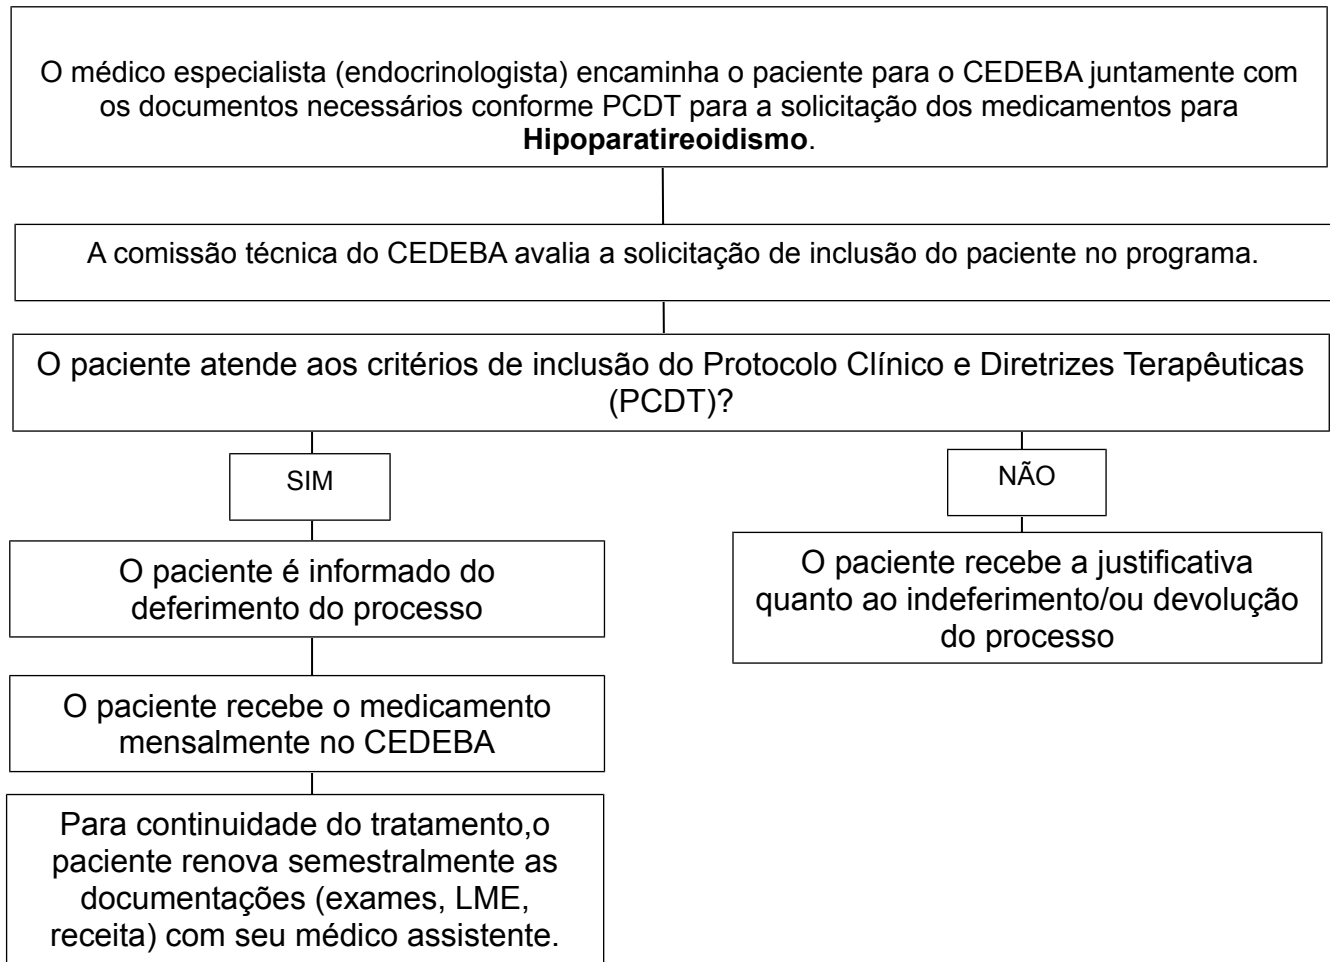 O médico especialista (endocrinologista) encaminha o paciente para o CEDEBA juntamente com
os documentos necessários conforme PCDT para a solicitação dos medicamentos para
Hipoparatireoidismo.
A comissão técnica do CEDEBA avalia a solicitação de inclusão do paciente no programa.
O paciente atende aos critérios de inclusão do Protocolo Clínico e Diretrizes Terapêuticas
(PCDT)?
SIM
O paciente é informado do
deferimento do processo
O paciente recebe o medicamento
mensalmente no CEDEBA
Para continuidade do tratamento,o
paciente renova semestralmente as
documentações (exames, LME,
receita) com seu médico assistente.
NÃO
O paciente recebe a justificativa
quanto ao indeferimento/ou devolução
do processo